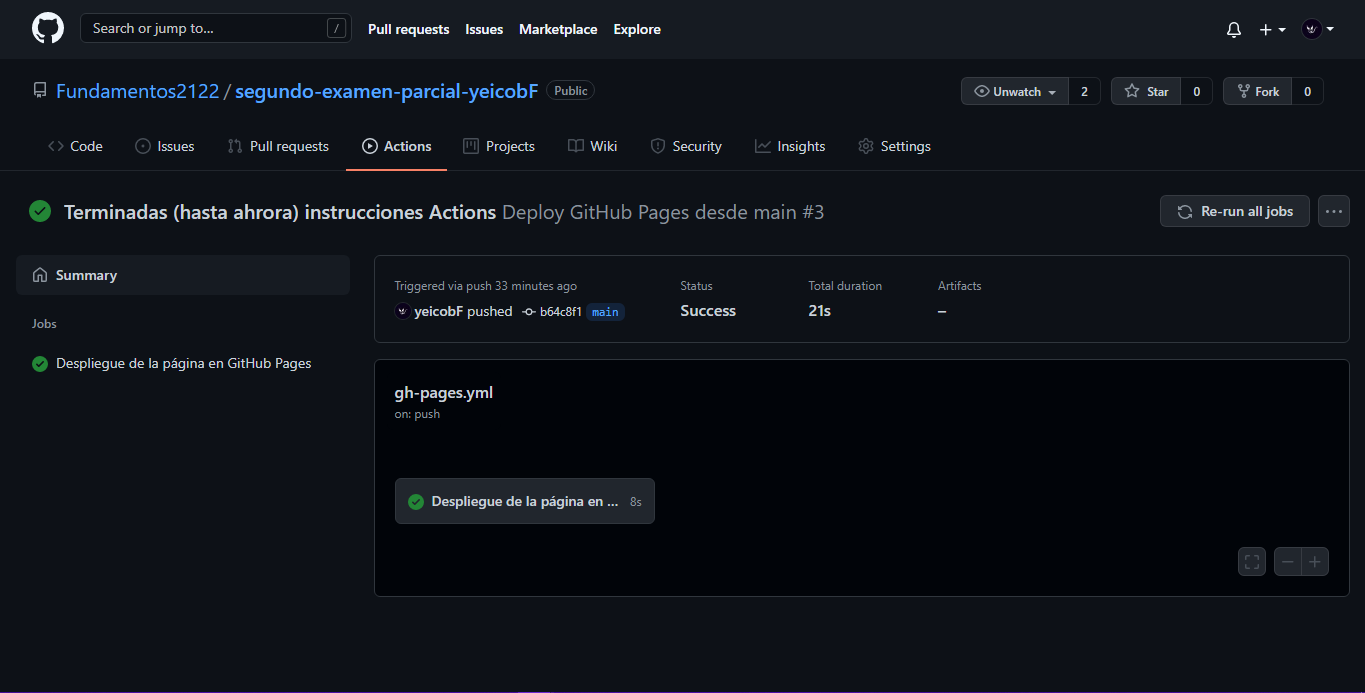 Search or jump to... /
Pull requests Issues Marketplace Explore
Fundamentos2122 / segundo-examen-parcial-yeicobF Public
Unwatch 2 Star 0 Fork 0
Code Issues Pull requests Actions Projects Wiki Security Insights Settings
Terminadas (hasta ahrora) instrucciones Actions Deploy GitHub Pages desde main #3
Re-run all jobs ...
Summary
Jobs
Despliegue de la página en GitHub Pages
Triggered via push 33 minutes ago
yeicobF pushed b64c8f1 main
Status
Success
Total duration
21s
Artifacts
–
gh-pages.yml
on: push
Despliegue de la página en ... 8s